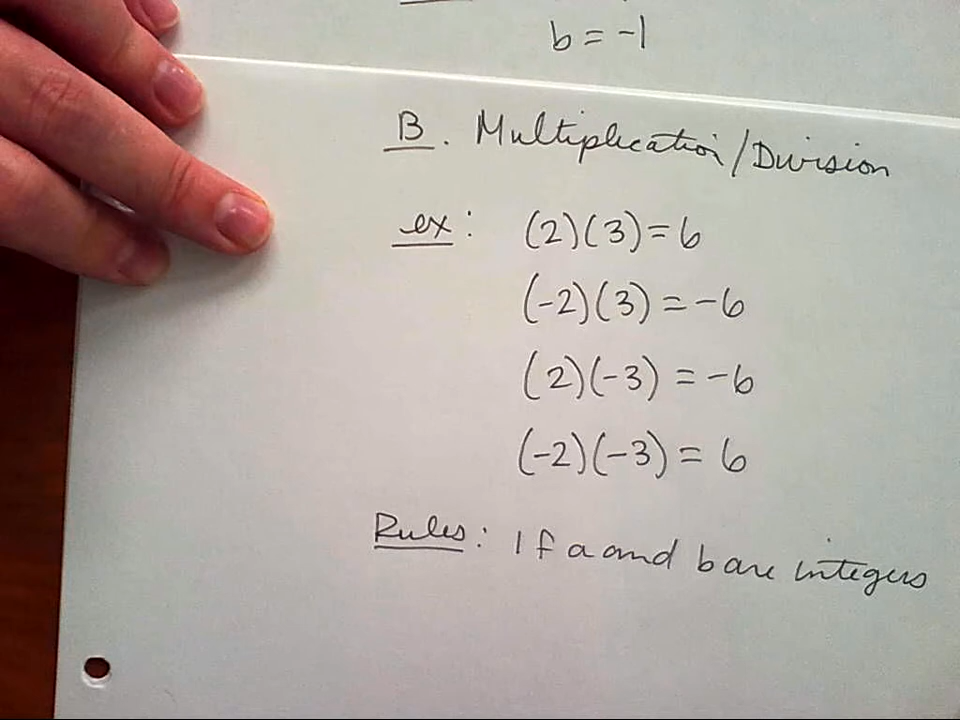 b = -1
B. Multiplication/Division
ex: (2)(3) = 6
(-2)(3) = -6
(2)(-3) = -6
(-2)(-3) = 6
Rules: If a and b are integers